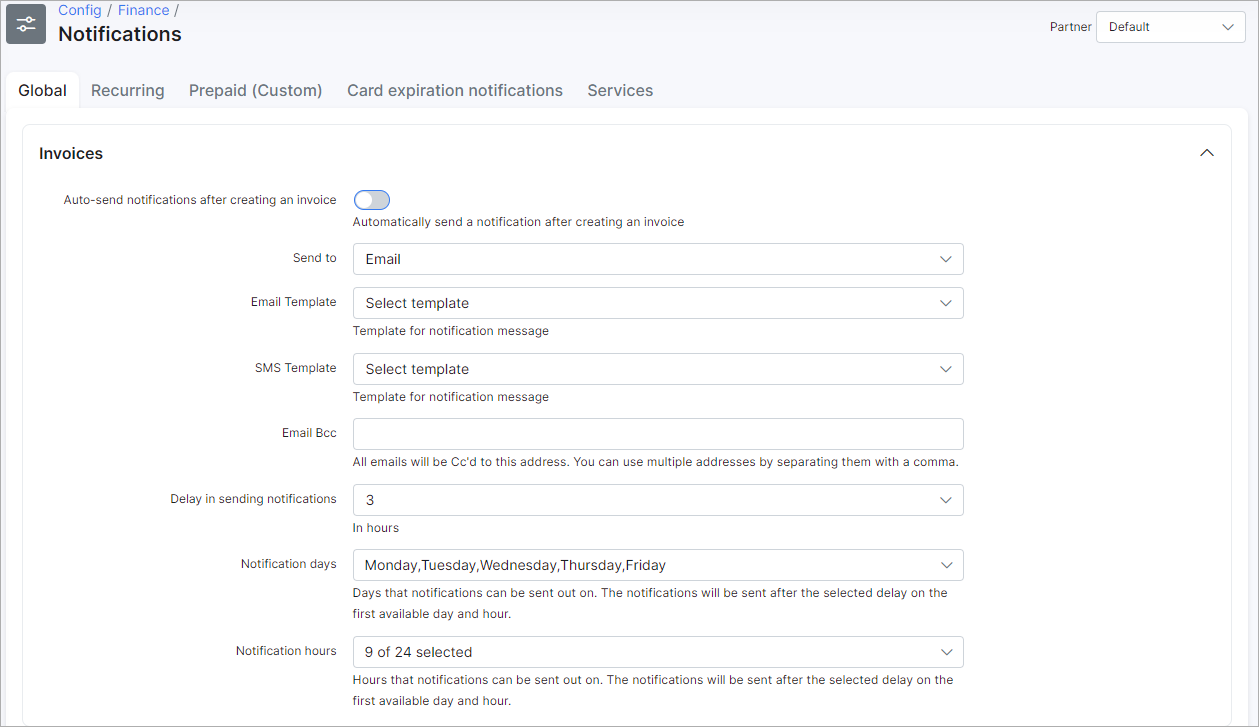 Config / Finance /
Notifications
Partner Default
Global Recurring Prepaid (Custom) Card expiration notifications Services
Invoices
Auto-send notifications after creating an invoice
Automatically send a notification after creating an invoice
Send to Email
Email Template Select template
Template for notification message
SMS Template Select template
Template for notification message
Email Bcc
All emails will be Cc'd to this address. You can use multiple addresses by separating them with a comma.
Delay in sending notifications 3
In hours
Notification days Monday,Tuesday,Wednesday,Thursday,Friday
Days that notifications can be sent out on. The notifications will be sent after the selected delay on the
first available day and hour.
Notification hours 9 of 24 selected
Hours that notifications can be sent out on. The notifications will be sent after the selected delay on the
first available day and hour.